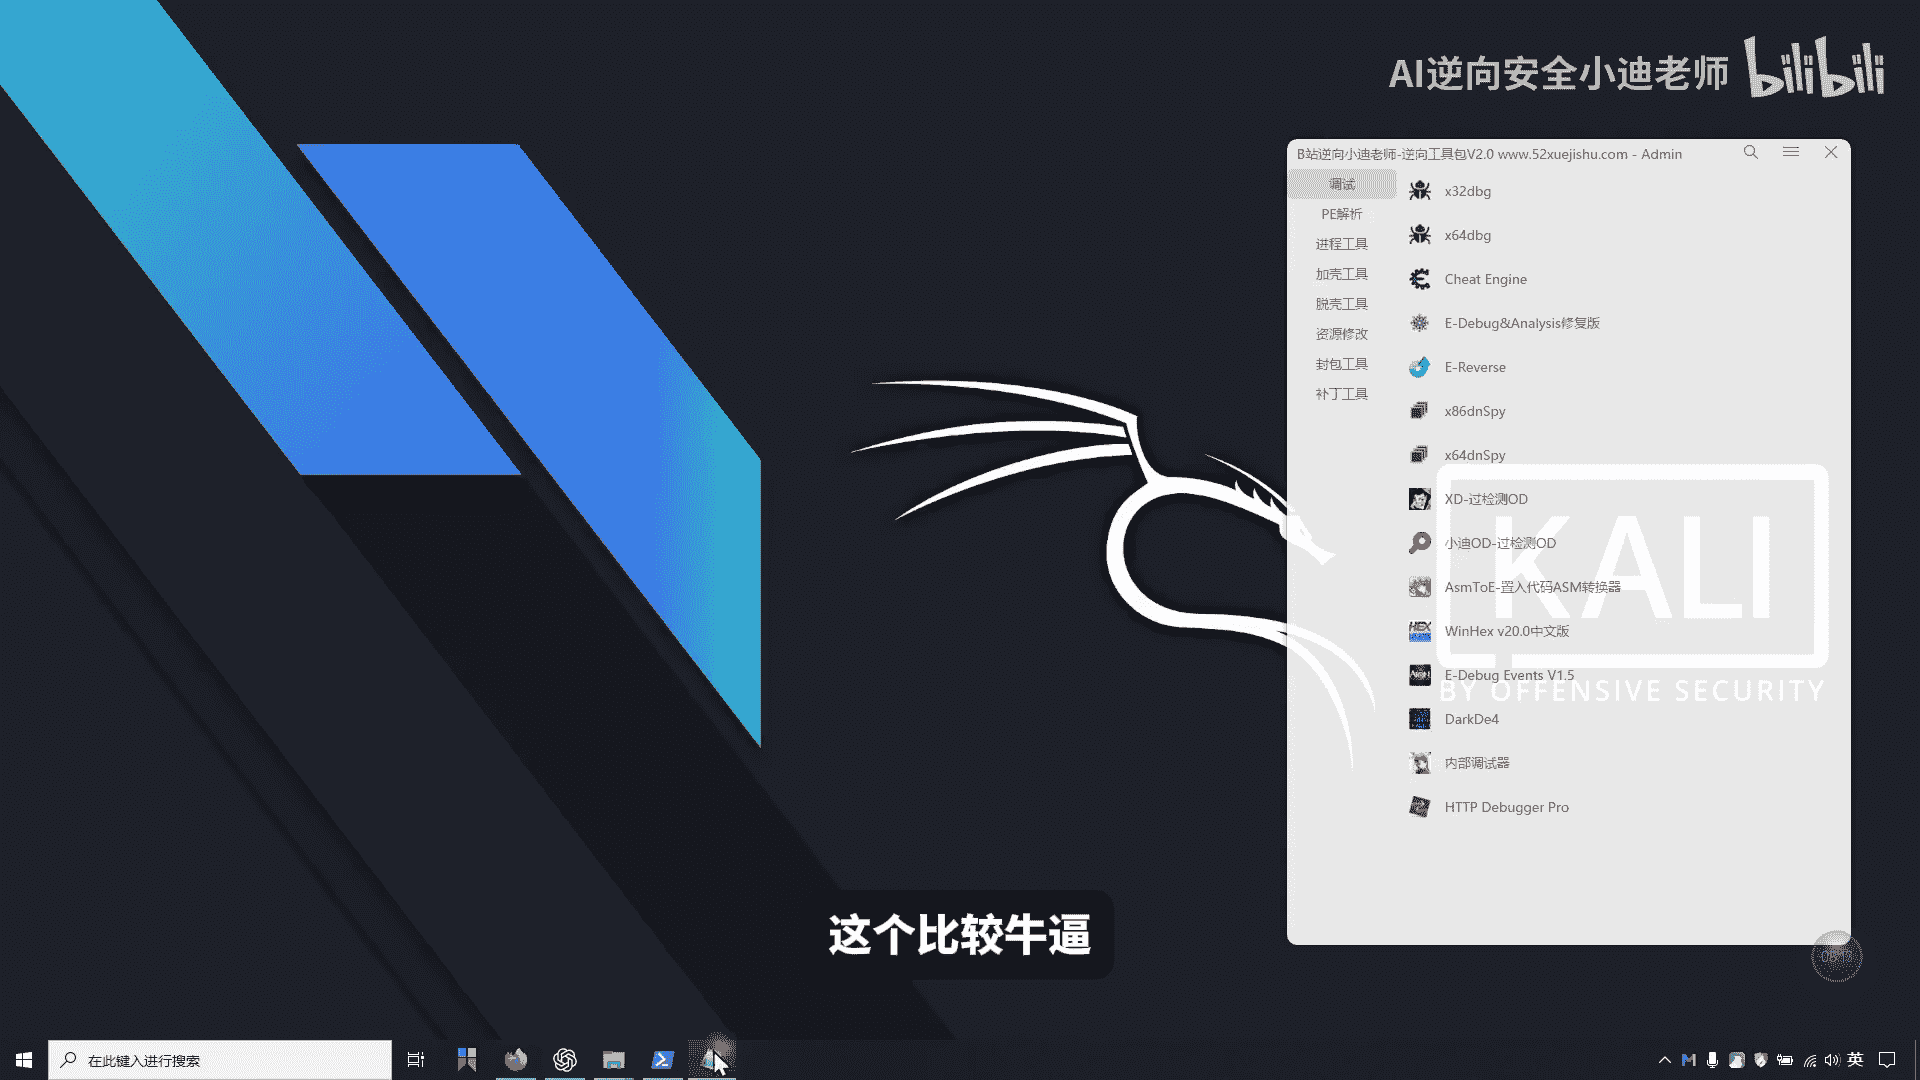 AI逆向安全小迪老师 bilibili
B站逆向小迪老师-逆向工具包V2.0 www.52xuejishu.com - Admin
调试
PE解析
进程工具
加壳工具
脱壳工具
资源修改
封包工具
补丁工具
x32dbg
x64dbg
Cheat Engine
E-Debug&Analysis修复版
E-Reverse
x86dnSpy
x64dnSpy
XD-过检测OD
小迪OD-过检测OD
AsmToE-置入代码ASM转换器
WinHex v20.0中文版
E-Debug Events V1.5
DarkDe4
内部调试器
HTTP Debugger Pro
KALI
BY OFFENSIVE SECURITY
这个比较牛逼
在此键入进行搜索
英